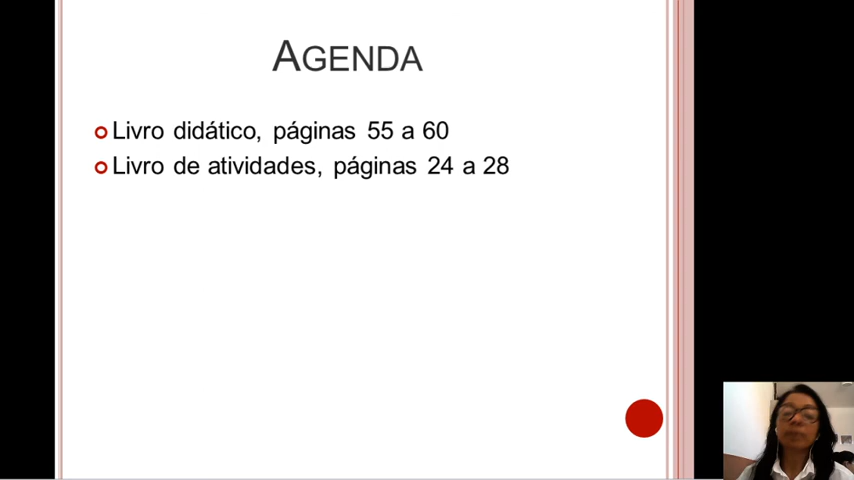 AGENDA
Livro didático, páginas 55 a 60
Livro de atividades, páginas 24 a 28